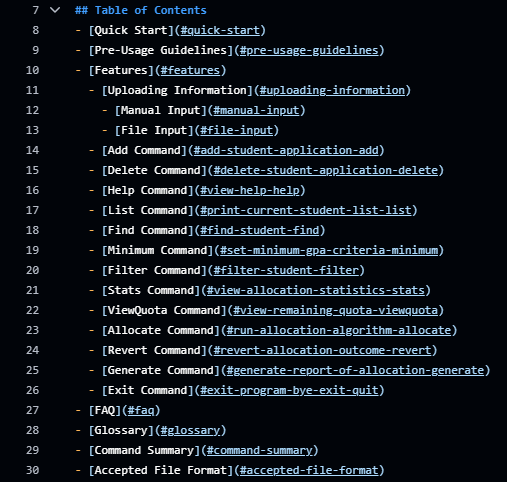 7 ## Table of Contents
8 - [Quick Start](#quick-start)
9 - [Pre-Usage Guidelines](#pre-usage-guidelines)
10 - [Features](#features)
11 - [Uploading Information](#uploading-information)
12 - [Manual Input](#manual-input)
13 - [File Input](#file-input)
14 - [Add Command](#add-student-application-add)
15 - [Delete Command](#delete-student-application-delete)
16 - [Help Command](#view-help-help)
17 - [List Command](#print-current-student-list-list)
18 - [Find Command](#find-student-find)
19 - [Minimum Command](#set-minimum-gpa-criteria-minimum)
20 - [Filter Command](#filter-student-filter)
21 - [Stats Command](#view-allocation-statistics-stats)
22 - [ViewQuota Command](#view-remaining-quota-viewquota)
23 - [Allocate Command](#run-allocation-algorithm-allocate)
24 - [Revert Command](#revert-allocation-outcome-revert)
25 - [Generate Command](#generate-report-of-allocation-generate)
26 - [Exit Command](#exit-program-bye-exit-quit)
27 - [FAQ](#faq)
28 - [Glossary](#glossary)
29 - [Command Summary](#command-summary)
30 - [Accepted File Format](#accepted-file-format)